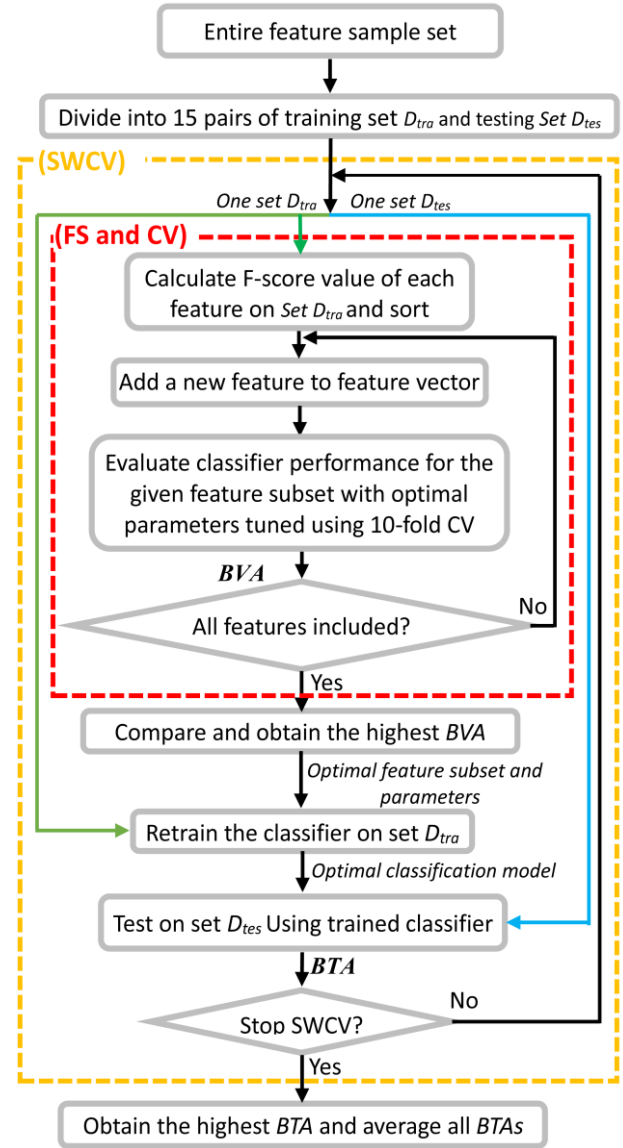 Entire feature sample set
Divide into 15 pairs of training set Dtra and testing Set Dtes
(SWCV)
One set Dtra
One set Dtes
(FS and CV)
Calculate F-score value of each
feature on Set Dtra and sort
Add a new feature to feature vector
Evaluate classifier performance for the
given feature subset with optimal
parameters tuned using 10-fold CV
BVA
No
All features included?
Yes
Compare and obtain the highest BVA
Optimal feature subset and
parameters
Retrain the classifier on set Dtra
Optimal classification model
Test on set Dtes Using trained classifier
BTA
No
Stop SWCV?
Yes
Obtain the highest BTA and average all BTAs